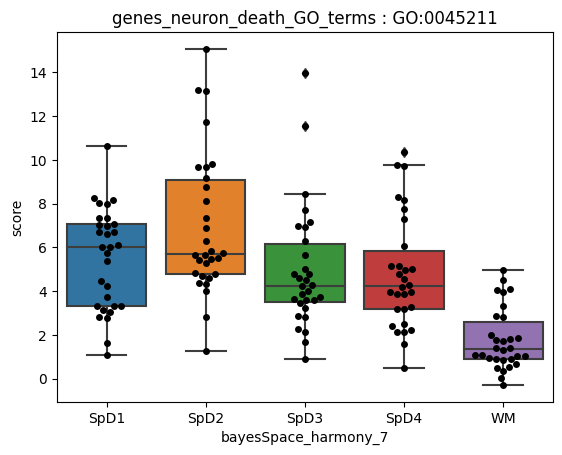 genes_neuron_death_GO_terms : GO:0045211
score
14
12
10
8
6
4
2
0
SpD1 SpD2 SpD3 SpD4 WM
bayesSpace_harmony_7